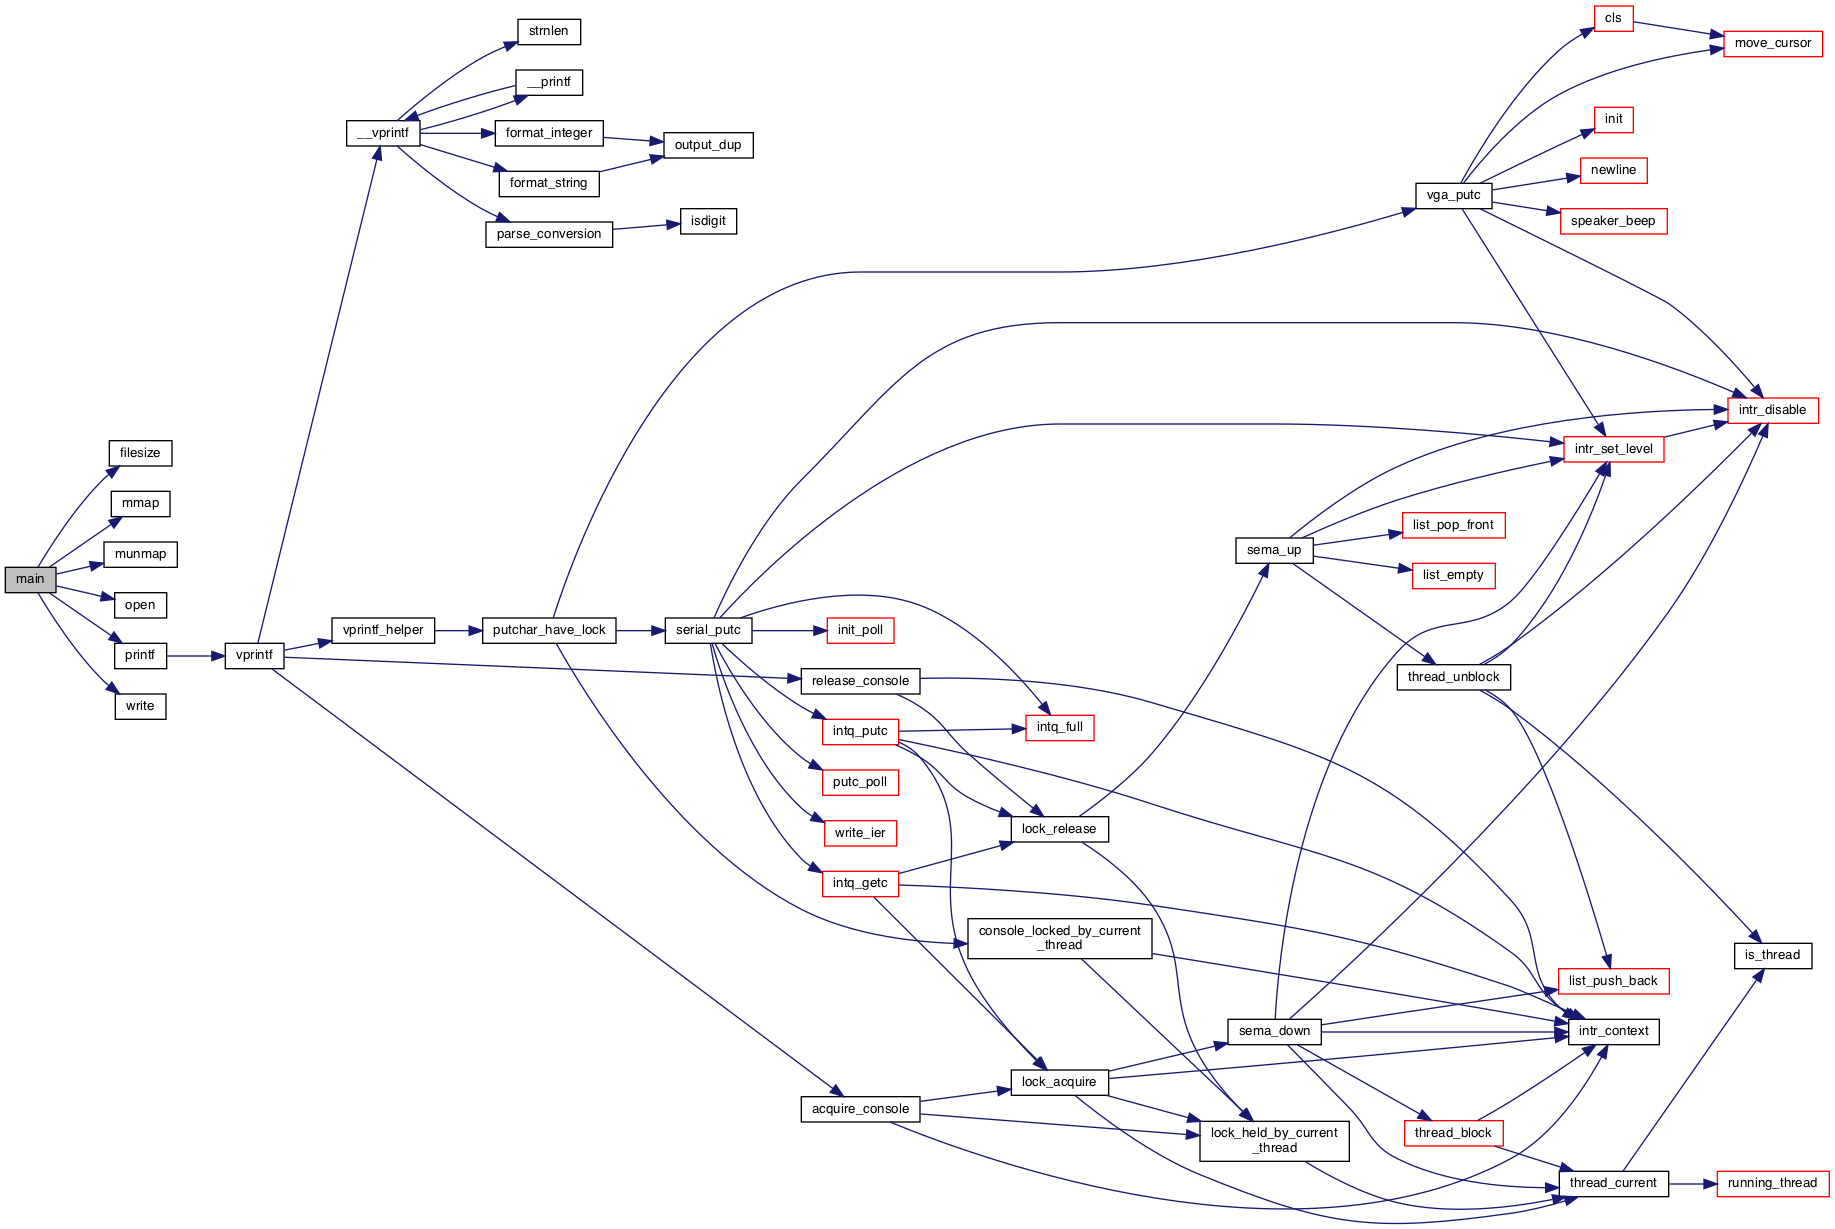 cls
move_cursor
strnlen
__printf
init
__vprintf
format_integer
output_dup
newline
format_string
vga_putc
isdigit
speaker_beep
parse_conversion
intr_disable
filesize
intr_set_level
mmap
list_pop_front
munmap
sema_up
list_empty
main
open
vprintf_helper
putchar_have_lock
serial_putc
init_poll
printf
vprintf
release_console
thread_unblock
write
intq_putc
intq_full
putc_poll
write_ier
lock_release
intq_getc
console_locked_by_current
_thread
is_thread
list_push_back
sema_down
intr_context
lock_acquire
acquire_console
lock_held_by_current
_thread
thread_block
thread_current
running_thread